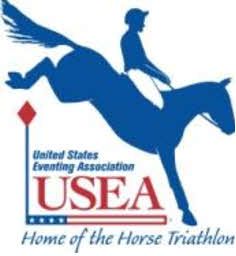 United States
Eventing Association
USEA
Home of the Horse Triathlon